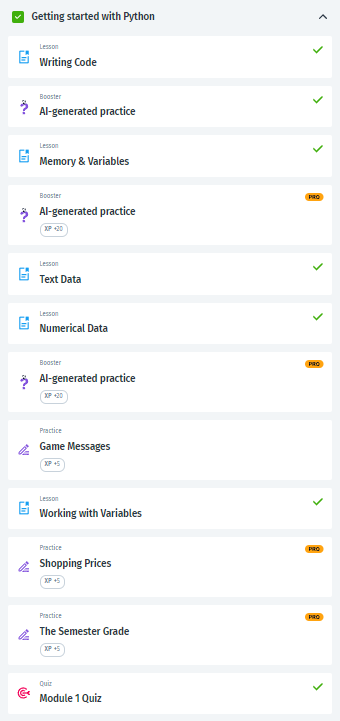 Getting started with Python
Lesson
Writing Code
Booster
AI-generated practice
Lesson
Memory & Variables
Booster
PRO
AI-generated practice
XP +20
Lesson
Text Data
Lesson
Numerical Data
Booster
PRO
AI-generated practice
XP +20
Practice
Game Messages
XP +5
Lesson
Working with Variables
Practice
PRO
Shopping Prices
XP +5
Practice
PRO
The Semester Grade
XP +5
Quiz
Module 1 Quiz